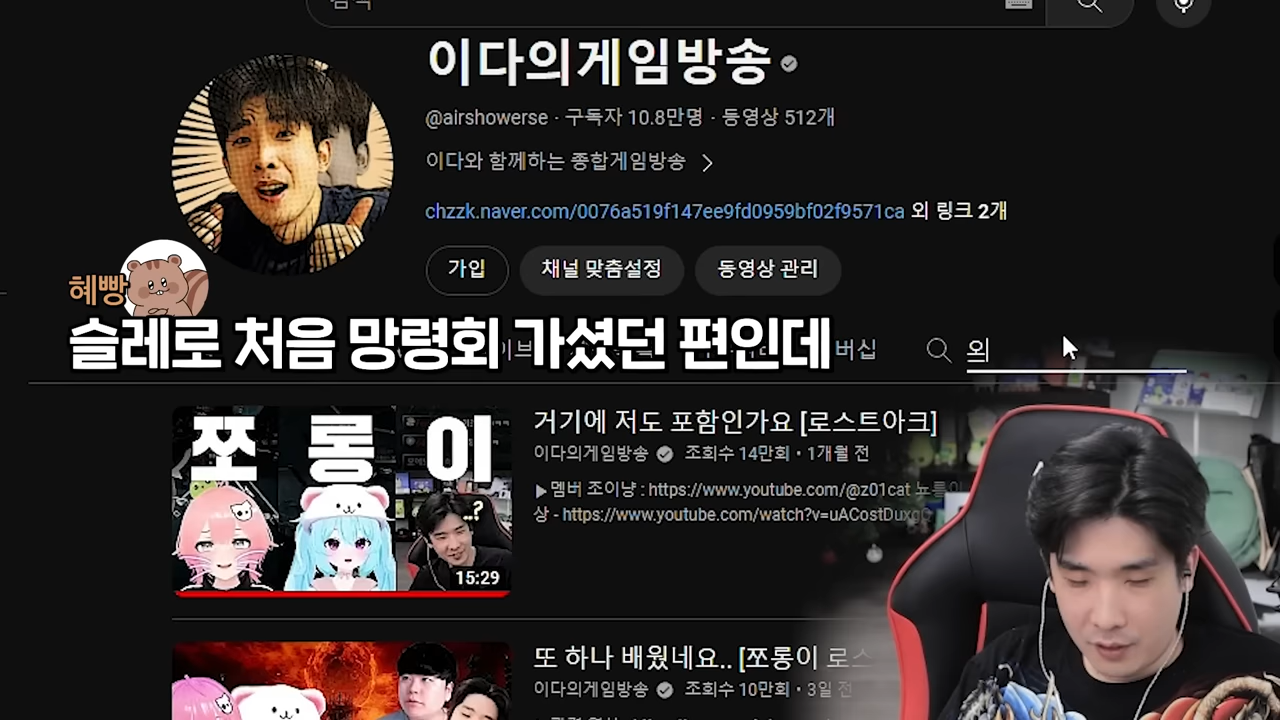 이다의게임방송
@airshowerse · 구독자 10.8만명 · 동영상 512개
이다와 함께하는 종합게임방송
chzzk.naver.com/0076a519f147ee9fd0959bf02f9571ca 외 링크 2개
가입 채널 맞춤설정 동영상 관리
혜빵
슬레로 처음 망령회 가셨던 편인데
버십 외
쪼 롱 이
..?
15:29
거기에 저도 포함인가요 [로스트아크]
이다의게임방송 조회수 14만회 · 1개월 전
▶멤버 조이냥 : https://www.youtube.com/@z01cat
상 - https://www.youtube.com/watch?v=uACostDuxg
또 하나 배웠네요.. [쪼롱이 로스
이다의게임방송 조회수 10만회 · 3일 전